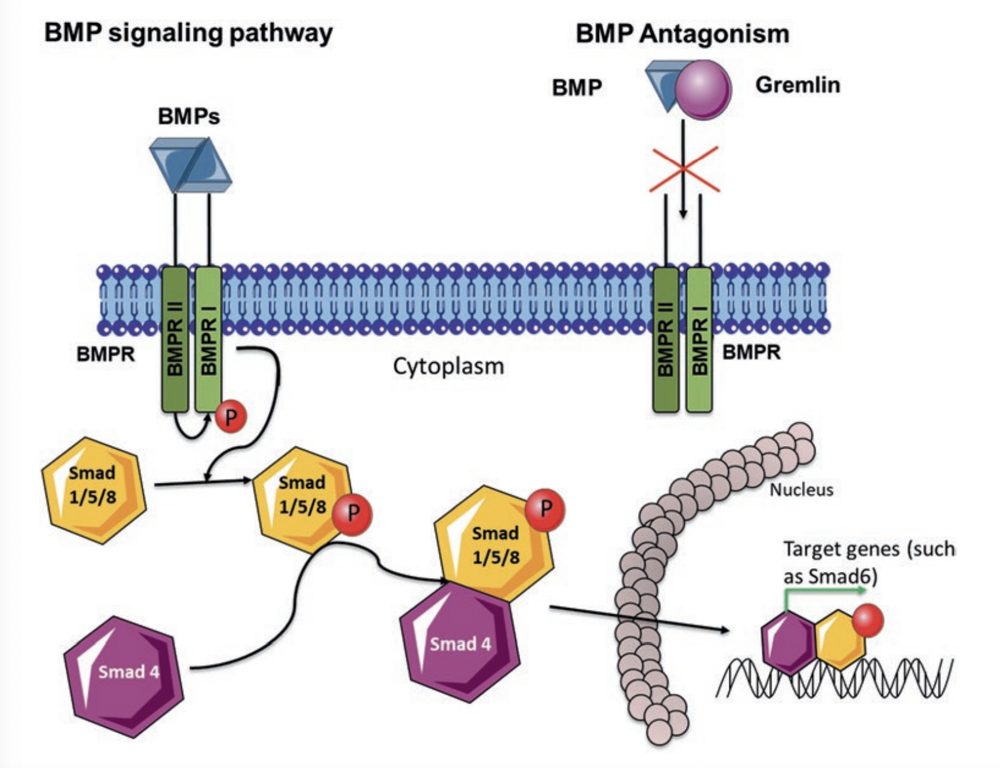 BMP signaling pathway
BMP Antagonism
BMP
Gremlin
BMPs
BMPR II
BMPR I
BMPR II
BMPR I
BMPR
Cytoplasm
BMPR
P
Smad
1/5/8
Smad
1/5/8
P
Smad
1/5/8
P
Nucleus
Target genes (such
as Smad6)
Smad 4
Smad 4